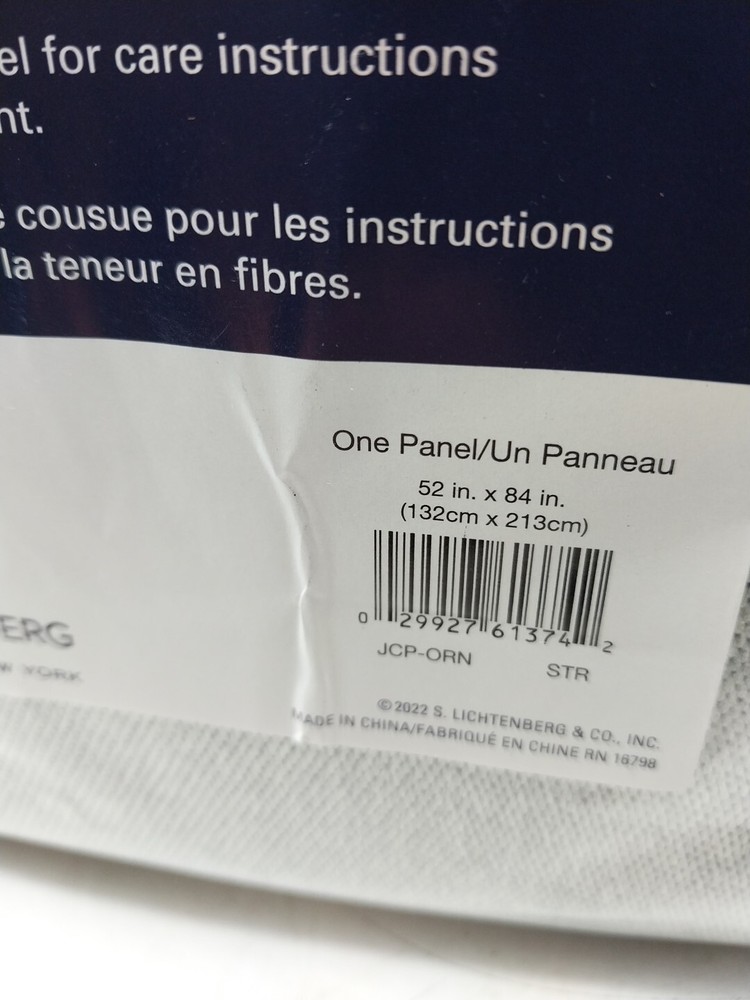 el for care instructions
nt.
e cousue pour les instructions
la teneur en fibres.
One Panel/Un Panneau
52 in. x 84 in.
(132cm x 213cm)
0 29927 61374 2
JCP-ORN STR
ERG
W YORK
©2022 S. LICHTENBERG & CO., INC.
MADE IN CHINA/FABRIQUÉ EN CHINE RN 16798